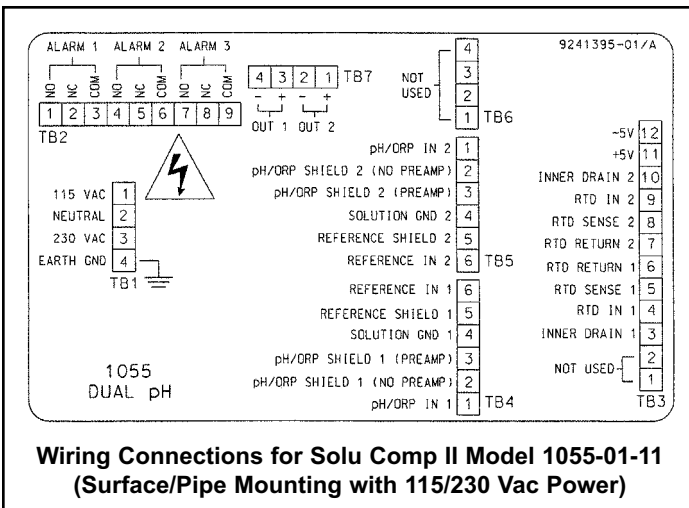 ALARM 1 ALARM 2 ALARM 3
NO NC COM NO NC COM NO NC COM
1 2 3 4 5 6 7 8 9
TB2
4 3 2 1 TB7
- + - +
OUT 1 OUT 2
NOT USED
4
3
2
1 TB6
9241395-01/A
115 VAC 1
NEUTRAL 2
230 VAC 3
EARTH GND 4
TB1
pH/ORP IN 2 1
pH/ORP SHIELD 2 (NO PREAMP) 2
pH/ORP SHIELD 2 (PREAMP) 3
SOLUTION GND 2 4
REFERENCE SHIELD 2 5
REFERENCE IN 2 6 TB5
REFERENCE IN 1 6
REFERENCE SHIELD 1 5
SOLUTION GND 1 4
pH/ORP SHIELD 1 (PREAMP) 3
pH/ORP SHIELD 1 (NO PREAMP) 2
pH/ORP IN 1 1 TB4
-5V 12
+5V 11
INNER DRAIN 2 10
RTD IN 2 9
RTD SENSE 2 8
RTD RETURN 2 7
RTD RETURN 1 6
RTD SENSE 1 5
RTD IN 1 4
INNER DRAIN 1 3
NOT USED 2
1
TB3
1055
DUAL pH
Wiring Connections for Solu Comp II Model 1055-01-11
(Surface/Pipe Mounting with 115/230 Vac Power)